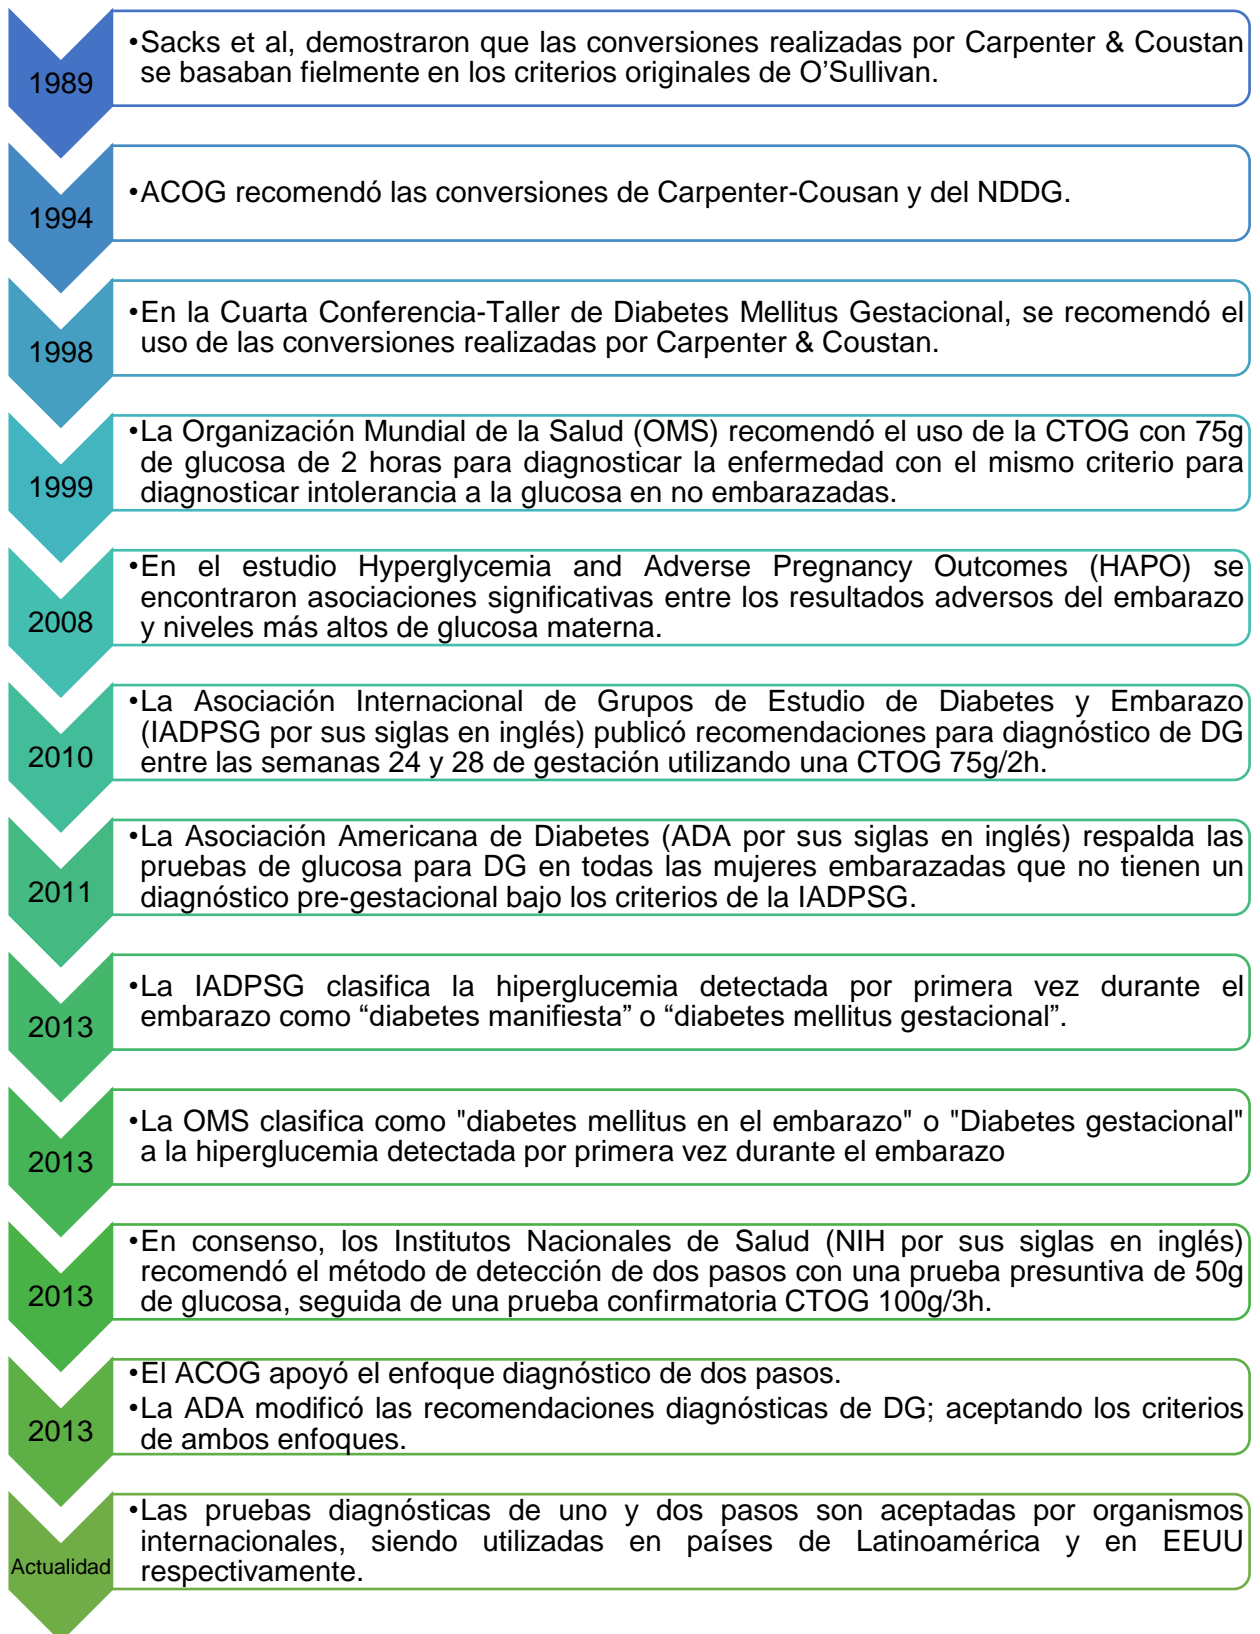 1989
•Sacks et al, demostraron que las conversiones realizadas por Carpenter & Coustan
se basaban fielmente en los criterios originales de O’Sullivan.
1994
•ACOG recomendó las conversiones de Carpenter-Cousan y del NDDG.
1998
•En la Cuarta Conferencia-Taller de Diabetes Mellitus Gestacional, se recomendó el
uso de las conversiones realizadas por Carpenter & Coustan.
1999
•La Organización Mundial de la Salud (OMS) recomendó el uso de la CTOG con 75g
de glucosa de 2 horas para diagnosticar la enfermedad con el mismo criterio para
diagnosticar intolerancia a la glucosa en no embarazadas.
2008
•En el estudio Hyperglycemia and Adverse Pregnancy Outcomes (HAPO) se
encontraron asociaciones significativas entre los resultados adversos del embarazo
y niveles más altos de glucosa materna.
2010
•La Asociación Internacional de Grupos de Estudio de Diabetes y Embarazo
(IADPSG por sus siglas en inglés) publicó recomendaciones para diagnóstico de DG
entre las semanas 24 y 28 de gestación utilizando una CTOG 75g/2h.
2011
•La Asociación Americana de Diabetes (ADA por sus siglas en inglés) respalda las
pruebas de glucosa para DG en todas las mujeres embarazadas que no tienen un
diagnóstico pre-gestacional bajo los criterios de la IADPSG.
2013
•La IADPSG clasifica la hiperglucemia detectada por primera vez durante el
embarazo como “diabetes manifiesta” o “diabetes mellitus gestacional”.
2013
•La OMS clasifica como "diabetes mellitus en el embarazo" o "Diabetes gestacional"
a la hiperglucemia detectada por primera vez durante el embarazo
2013
•En consenso, los Institutos Nacionales de Salud (NIH por sus siglas en inglés)
recomendó el método de detección de dos pasos con una prueba presuntiva de 50g
de glucosa, seguida de una prueba confirmatoria CTOG 100g/3h.
2013
•El ACOG apoyó el enfoque diagnóstico de dos pasos.
•La ADA modificó las recomendaciones diagnósticas de DG; aceptando los criterios
de ambos enfoques.
Actualidad
•Las pruebas diagnósticas de uno y dos pasos son aceptadas por organismos
internacionales, siendo utilizadas en países de Latinoamérica y en EEUU
respectivamente.